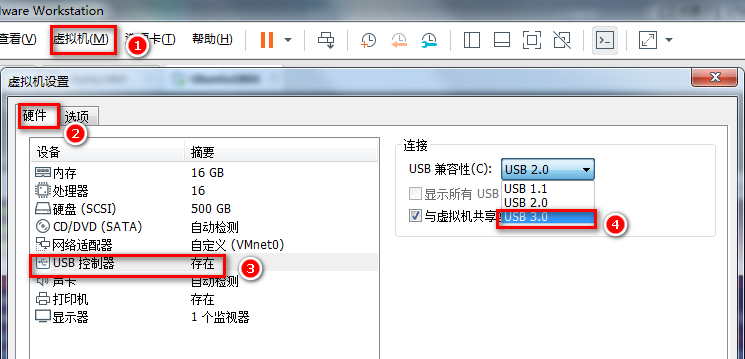 Mware Workstation
查看(V) 虚拟机(M) 选项卡(T) 帮助(H)
1
虚拟机设置
硬件 选项
2
设备 摘要
内存 16 GB
处理器 16
硬盘 (SCSI) 500 GB
CD/DVD (SATA) 自动检测
网络适配器 自定义 (VMnet0)
USB 控制器 存在
3
声卡 自动检测
打印机 存在
显示器 1 个监视器
连接
USB 兼容性(C): USB 2.0
USB 1.1
USB 2.0
USB 3.0
4
显示所有 USB
与虚拟机共享